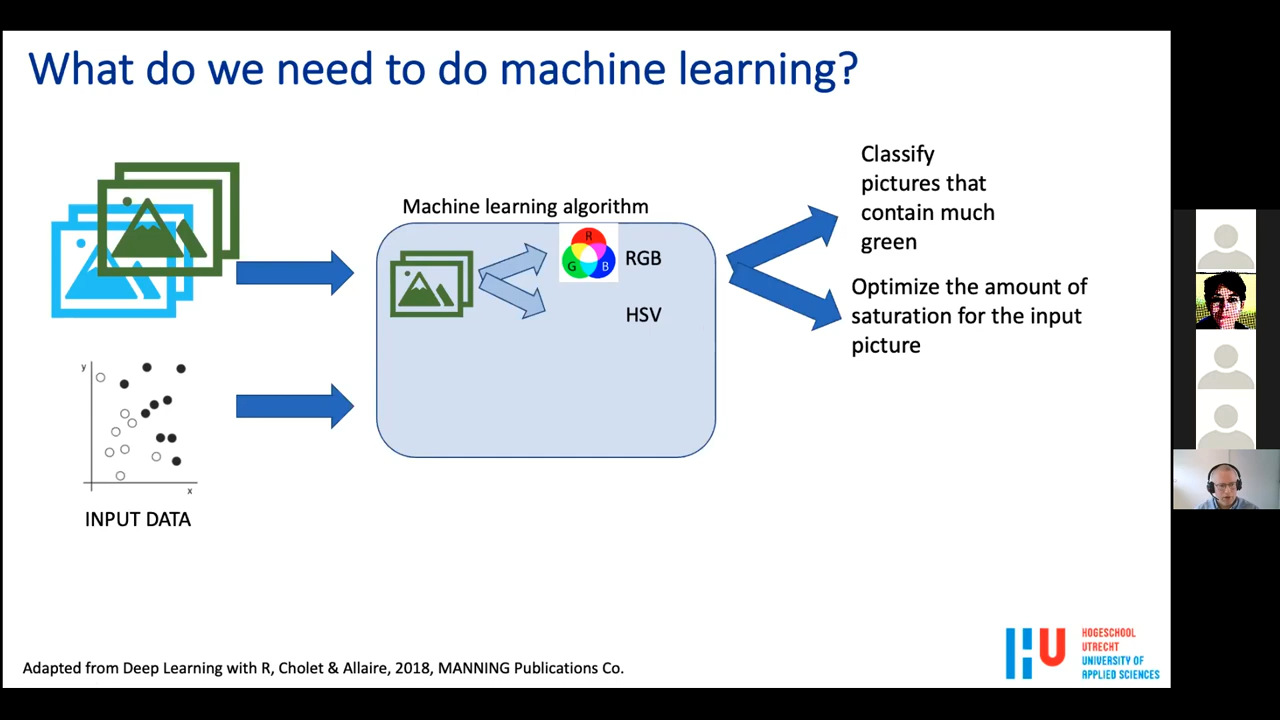 What do we need to do machine learning?
Machine learning algorithm
R
G
B
RGB
HSV
Classify
pictures that
contain much
green
Optimize the amount of
saturation for the input
picture
y
x
INPUT DATA
Adapted from Deep Learning with R, Cholet & Allaire, 2018, MANNING Publications Co.
HU
HOGESCHOOL
UTRECHT
UNIVERSITY OF
APPLIED SCIENCES